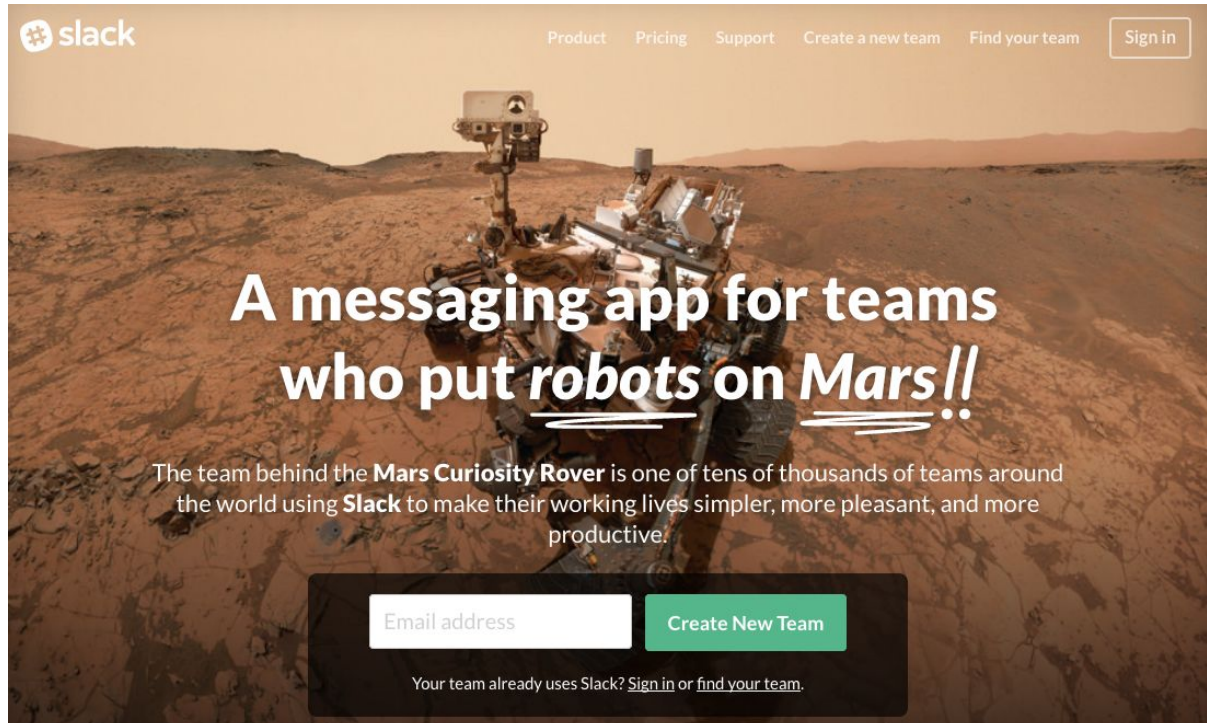 slack
Product Pricing Support Create a new team Find your team Sign in
A messaging app for teams
who put robots on Mars!!
The team behind the Mars Curiosity Rover is one of tens of thousands of teams around
the world using Slack to make their working lives simpler, more pleasant, and more
productive.
Email address Create New Team
Your team already uses Slack? Sign in or find your team.